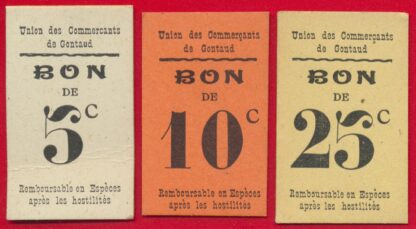 Union des Commerçants
de Gontaud
BON
DE
5c
Remboursable en Espèces
après les hostilités
Union des Commerçants
de Gontaud
BON
DE
10c
Remboursable en Espèces
après les hostilités
Union des Commerçants
de Gontaud
BON
DE
25c
Remboursable en Espèces
après les hostilités